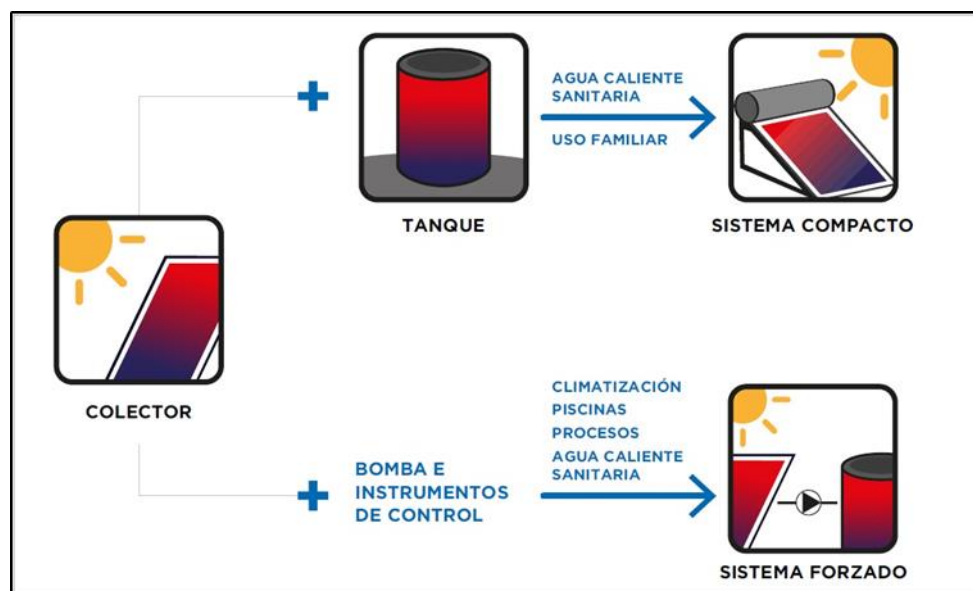 AGUA CALIENTE
SANITARIA
USO FAMILIAR
TANQUE
SISTEMA COMPACTO
COLECTOR
BOMBA E
INSTRUMENTOS
DE CONTROL
CLIMATIZACIÓN
PISCINAS
PROCESOS
AGUA CALIENTE
SANITARIA
SISTEMA FORZADO